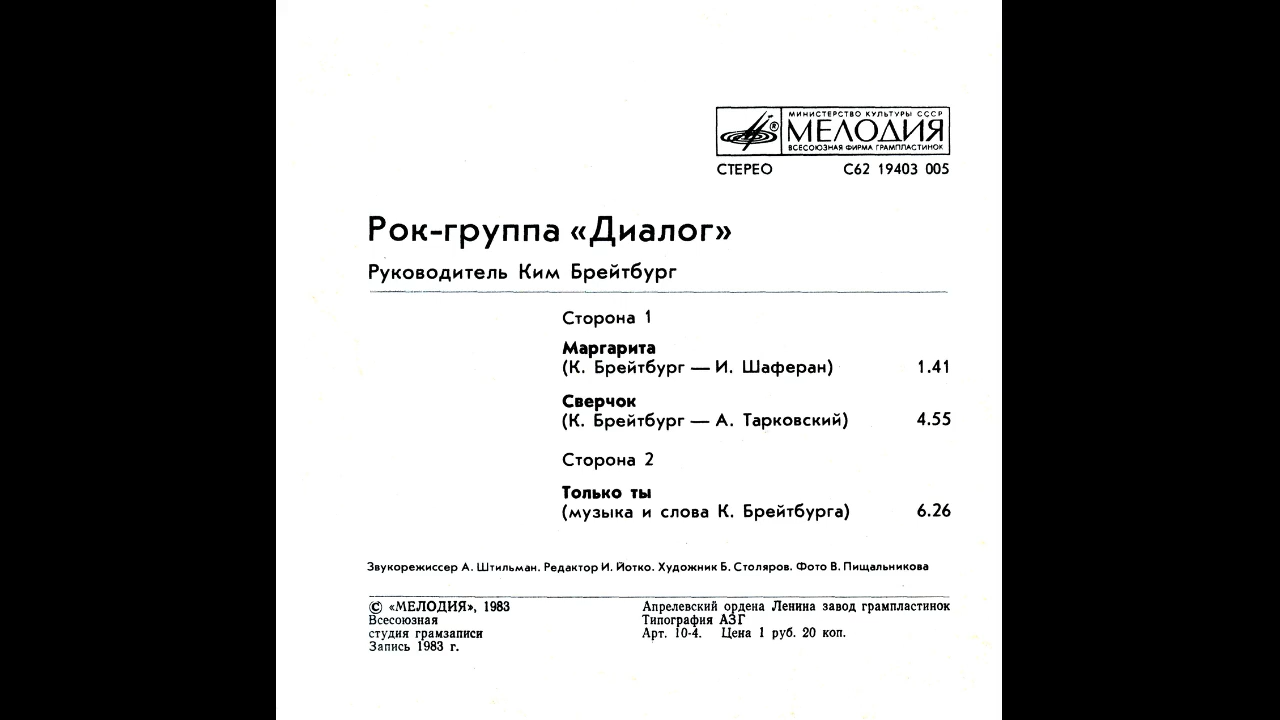 МИНИСТЕРСТВО КУЛЬТУРЫ СССР
® МЕЛОДИЯ
ВСЕСОЮЗНАЯ ФИРМА ГРАМПЛАСТИНОК
СТЕРЕО С62 19403 005
Рок-группа «Диалог»
Руководитель Ким Брейтбург
Сторона 1
Маргарита
(К. Брейтбург — И. Шаферан) 1.41
Сверчок
(К. Брейтбург — А. Тарковский) 4.55
Сторона 2
Только ты
(музыка и слова К. Брейтбурга) 6.26
Звукорежиссер А. Штильман. Редактор И. Йотко. Художник Б. Столяров. Фото В. Пищальникова
© «МЕЛОДИЯ», 1983 Апрелевский ордена Ленина завод грампластинок
Всесоюзная Типография АЗГ
студия грамзаписи Арт. 10-4. Цена 1 руб. 20 коп.
Запись 1983 г.